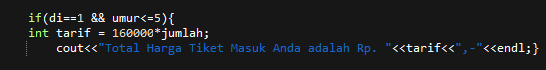 if(di==1 && umur<=5){
int tarif = 160000*jumlah;
cout<<"Total Harga Tiket Masuk Anda adalah Rp. "<<tarif<<",-"<<endl;}